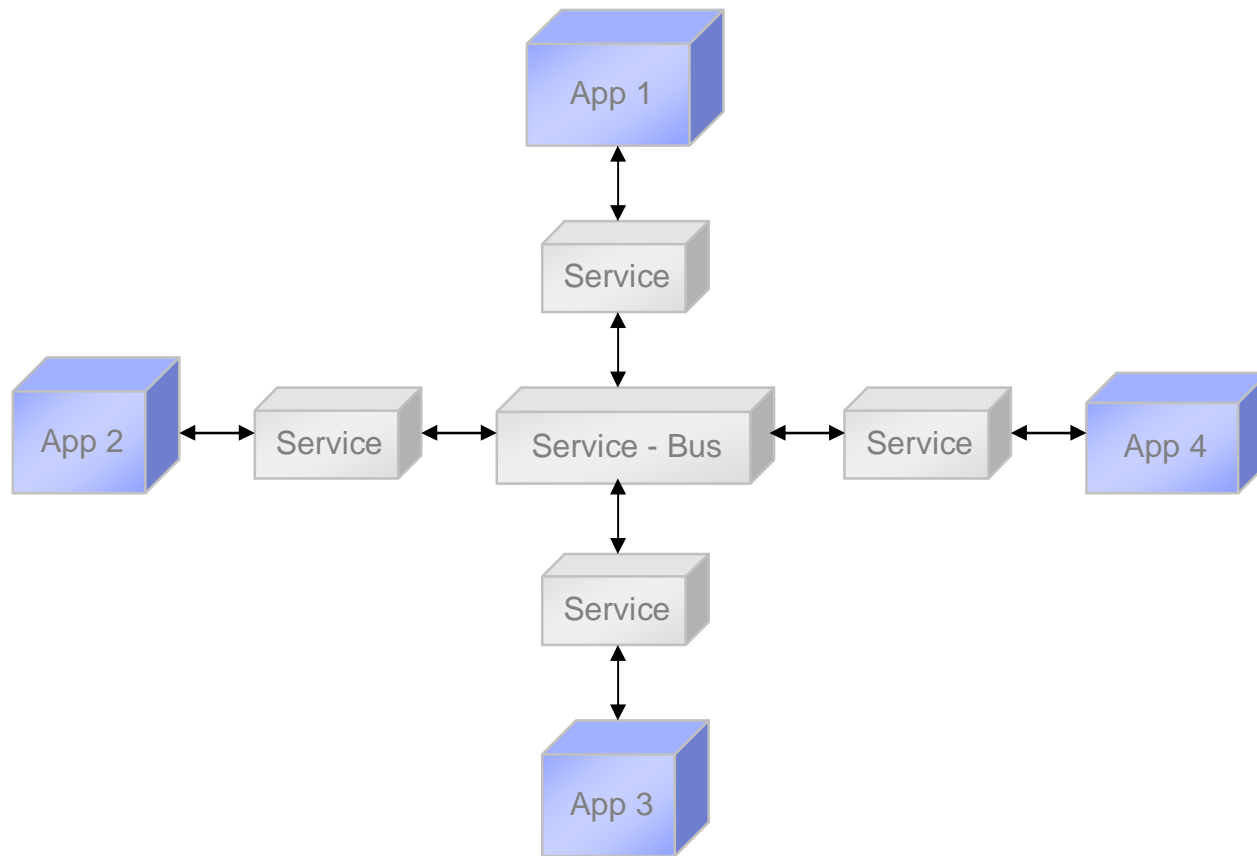 App 1
Service
App 2
Service
Service - Bus
Service
App 4
Service
App 3